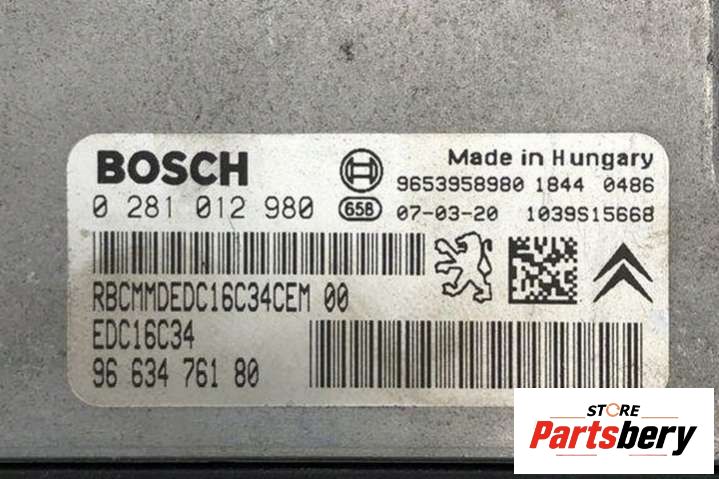 BOSCH
Made in Hungary
9653958980 1844 0486
0 281 012 980
658
07-03-20 1039S15668
RBCMMDEDC16C34CEM 00
EDC16C34
96 634 761 80
STORE
Partsbery